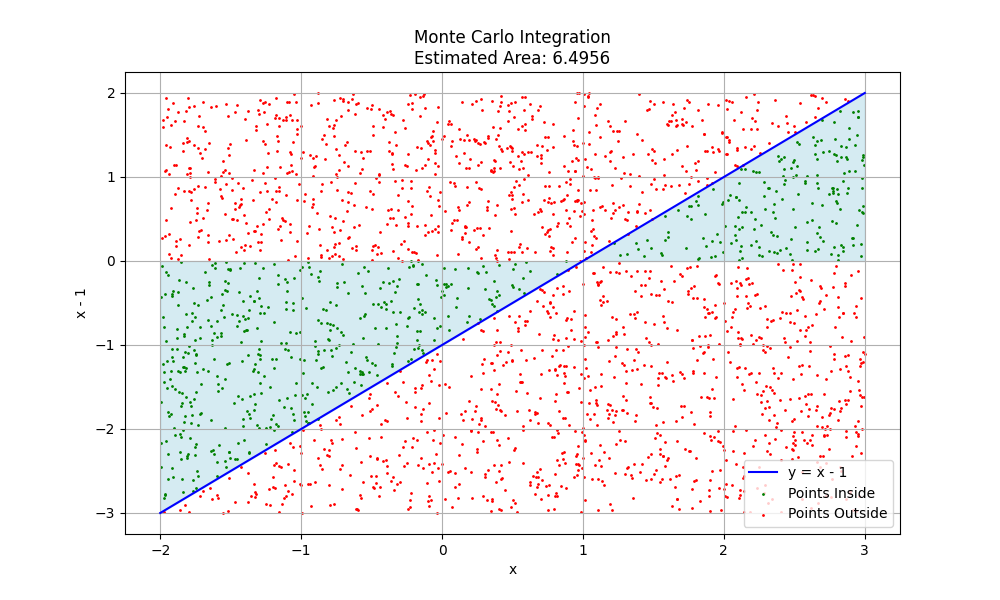 Monte Carlo Integration
Estimated Area: 6.4956
2
1
0
−1
−2
−3
x - 1
−2 −1 0 1 2 3
x
y = x - 1
Points Inside
Points Outside